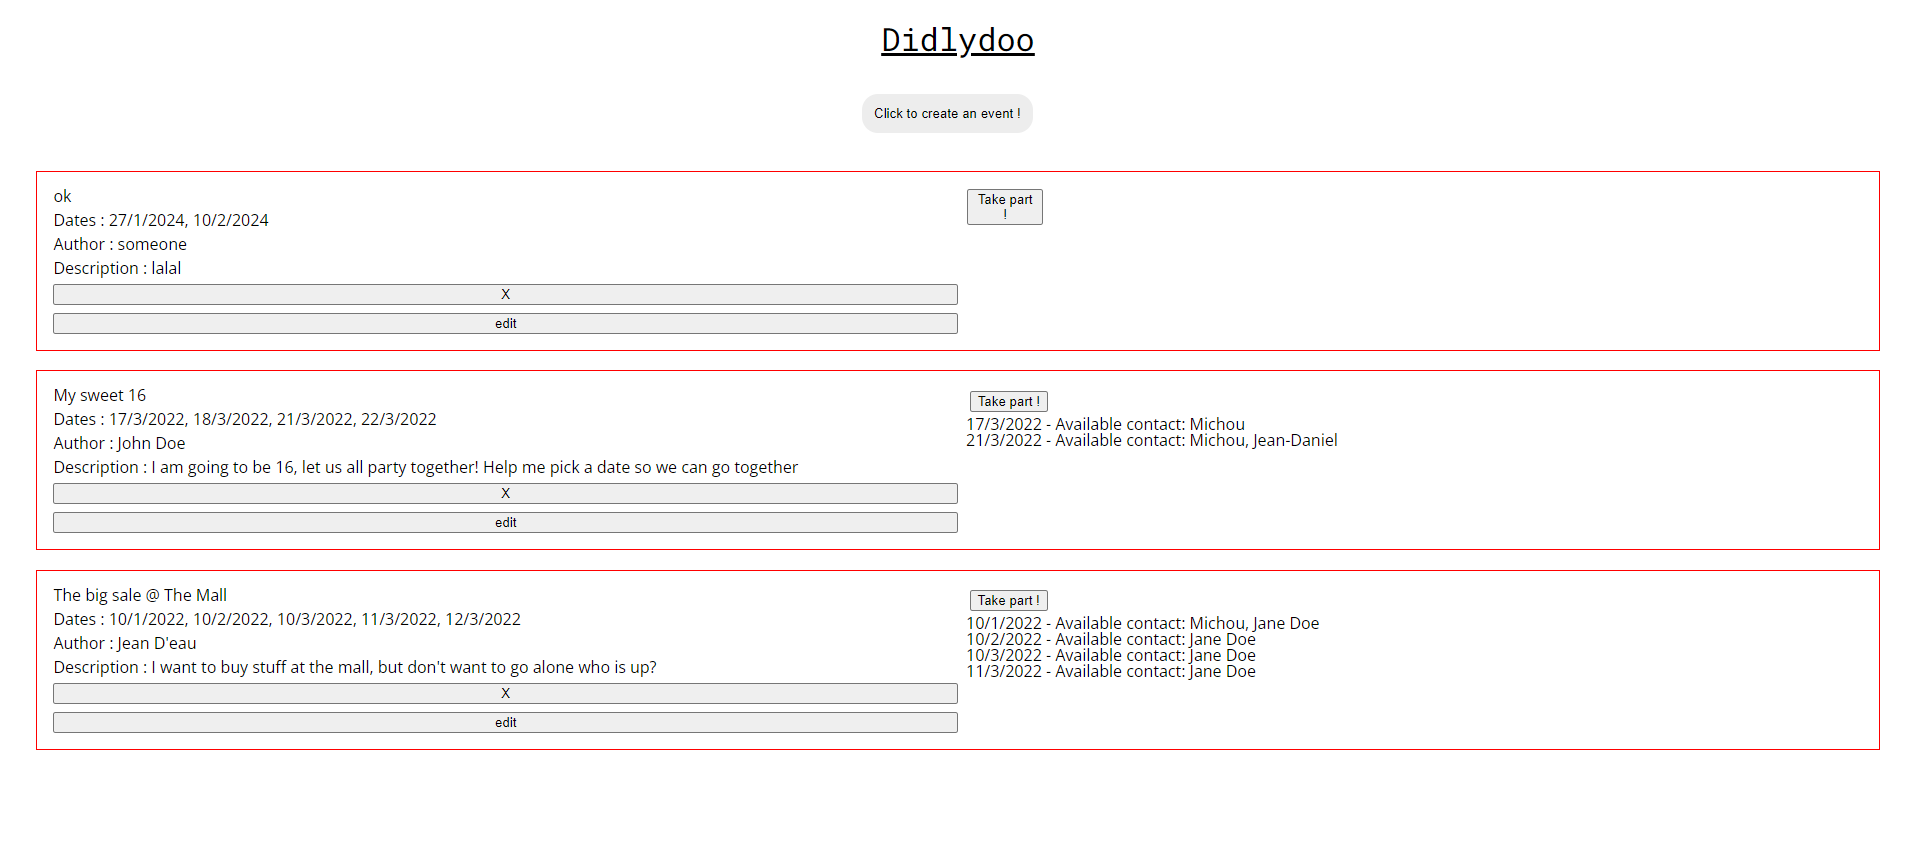 Didlydoo
Click to create an event !
ok
Dates : 27/1/2024, 10/2/2024
Author : someone
Description : lalal
X
edit
Take part
!
My sweet 16
Dates : 17/3/2022, 18/3/2022, 21/3/2022, 22/3/2022
Author : John Doe
Description : I am going to be 16, let us all party together! Help me pick a date so we can go together
X
edit
Take part !
17/3/2022 - Available contact: Michou
21/3/2022 - Available contact: Michou, Jean-Daniel
The big sale @ The Mall
Dates : 10/1/2022, 10/2/2022, 10/3/2022, 11/3/2022, 12/3/2022
Author : Jean D'eau
Description : I want to buy stuff at the mall, but don't want to go alone who is up?
X
edit
Take part !
10/1/2022 - Available contact: Michou, Jane Doe
10/2/2022 - Available contact: Jane Doe
10/3/2022 - Available contact: Jane Doe
11/3/2022 - Available contact: Jane Doe